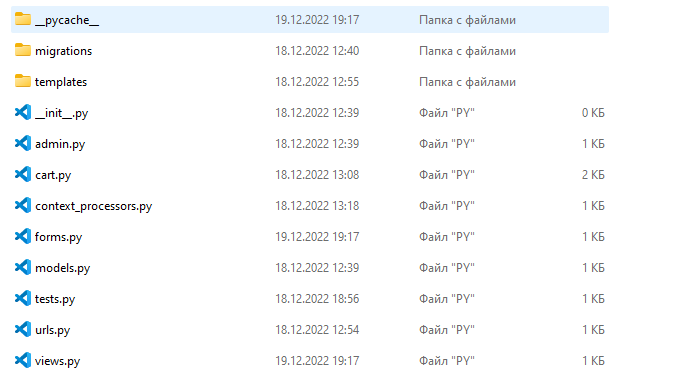 __pycache__ 19.12.2022 19:17 Папка с файлами
migrations 18.12.2022 12:40 Папка с файлами
templates 18.12.2022 12:55 Папка с файлами
__init__.py 18.12.2022 12:39 Файл "PY" 0 КБ
admin.py 18.12.2022 12:39 Файл "PY" 1 КБ
cart.py 18.12.2022 13:08 Файл "PY" 2 КБ
context_processors.py 18.12.2022 13:18 Файл "PY" 1 КБ
forms.py 19.12.2022 19:17 Файл "PY" 1 КБ
models.py 18.12.2022 12:39 Файл "PY" 1 КБ
tests.py 18.12.2022 18:56 Файл "PY" 1 КБ
urls.py 18.12.2022 12:54 Файл "PY" 1 КБ
views.py 19.12.2022 19:17 Файл "PY" 1 КБ